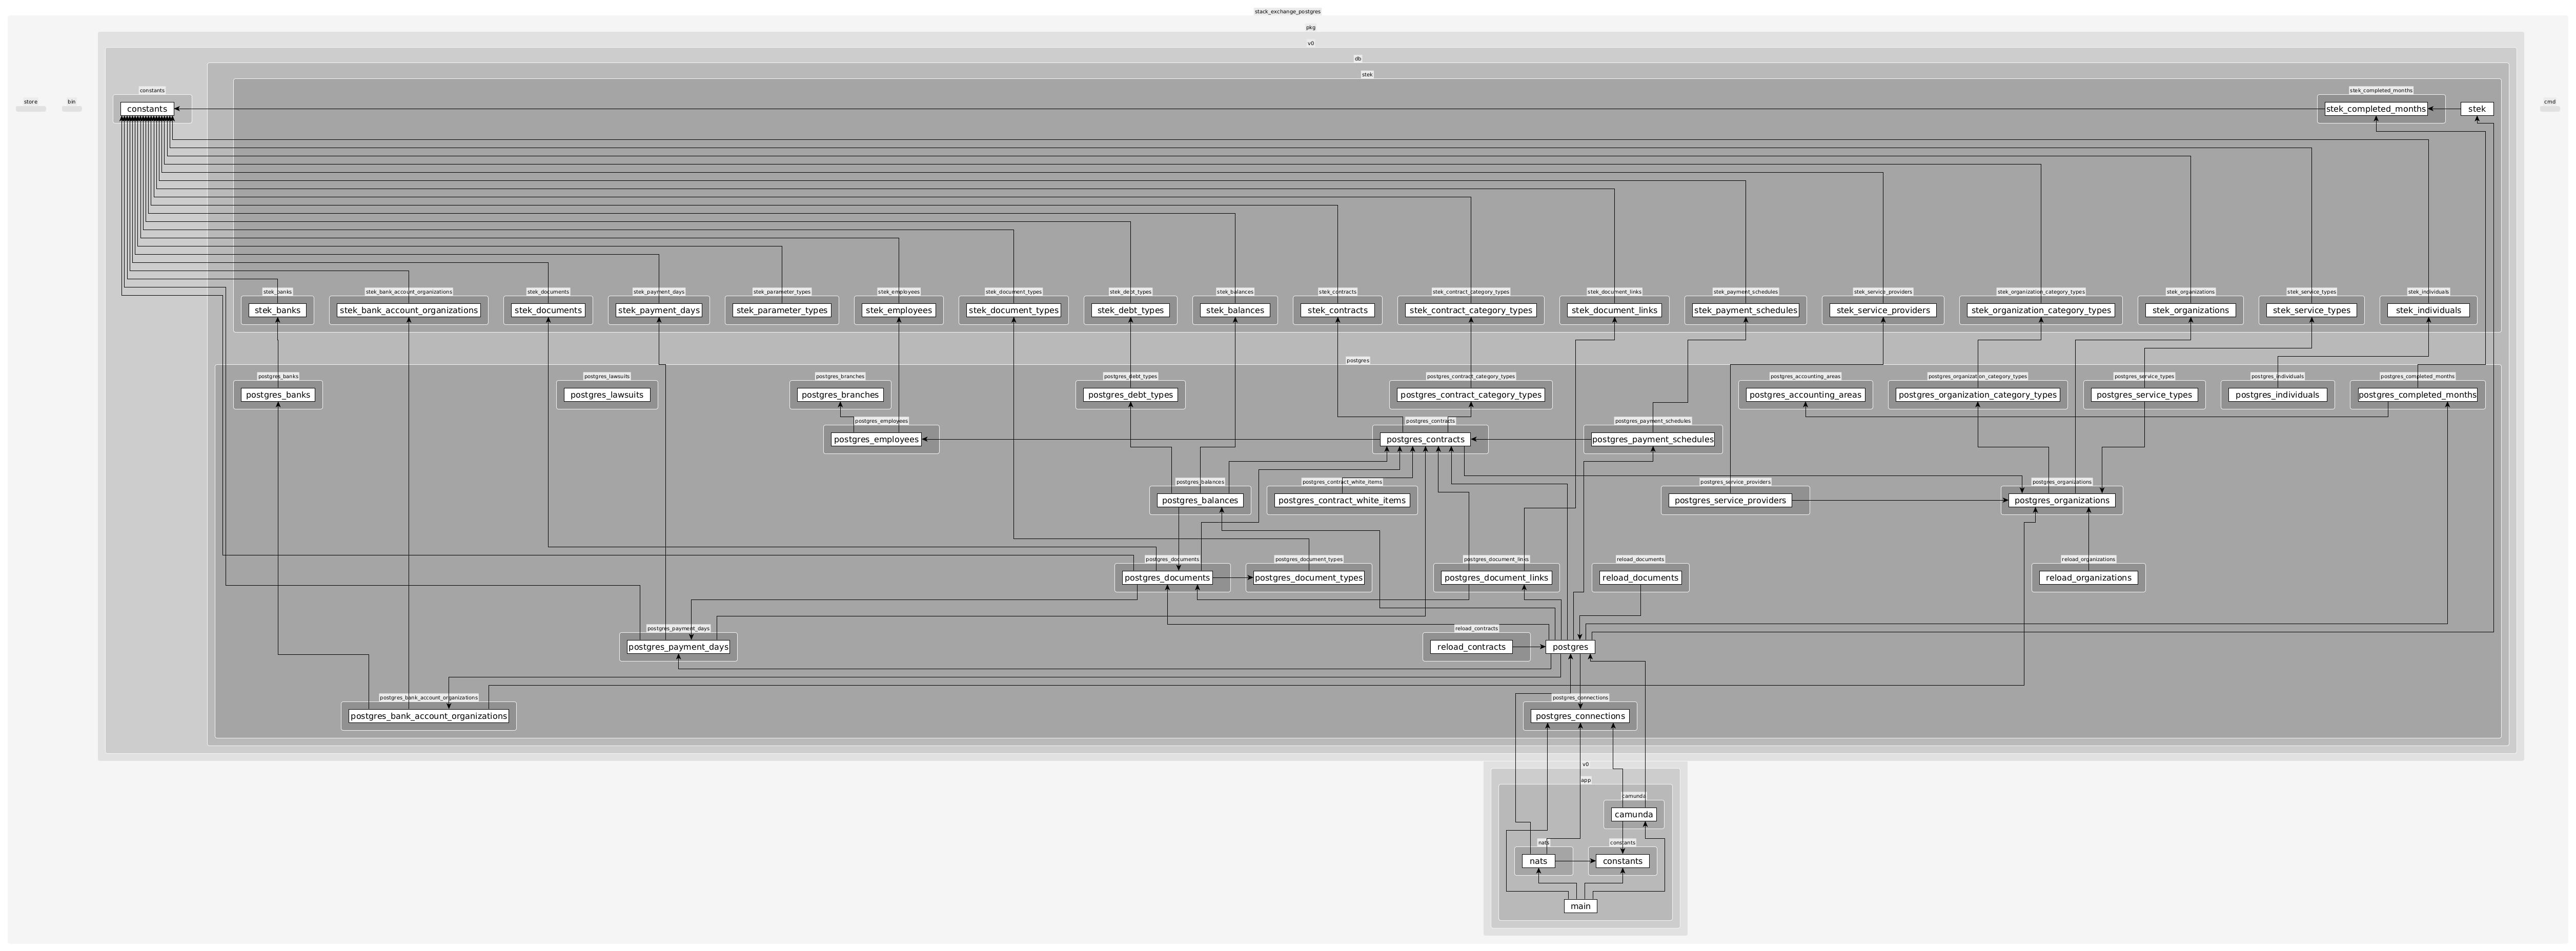 stack_exchange_postgres
pkg
v0
db
stek
constants
stek_completed_months
store
bin
cmd
constants
stek_completed_months
stek
stek_banks
stek_bank_account_organizations
stek_documents
stek_payment_days
stek_parameter_types
stek_employees
stek_document_types
stek_debt_types
stek_balances
stek_contracts
stek_contract_category_types
stek_document_links
stek_payment_schedules
stek_service_providers
stek_organization_category_types
stek_organizations
stek_service_types
stek_individuals
stek_banks
stek_bank_account_organizations
stek_documents
stek_payment_days
stek_parameter_types
stek_employees
stek_document_types
stek_debt_types
stek_balances
stek_contracts
stek_contract_category_types
stek_document_links
stek_payment_schedules
stek_service_providers
stek_organization_category_types
stek_organizations
stek_service_types
stek_individuals
postgres
postgres_banks
postgres_lawsuits
postgres_branches
postgres_debt_types
postgres_contract_category_types
postgres_accounting_areas
postgres_organization_category_types
postgres_service_types
postgres_individuals
postgres_completed_months
postgres_banks
postgres_lawsuits
postgres_branches
postgres_debt_types
postgres_contract_category_types
postgres_accounting_areas
postgres_organization_category_types
postgres_service_types
postgres_individuals
postgres_completed_months
postgres_employees
postgres_contracts
postgres_payment_schedules
postgres_employees
postgres_contracts
postgres_payment_schedules
postgres_balances
postgres_contract_white_items
postgres_service_providers
postgres_organizations
postgres_balances
postgres_contract_white_items
postgres_service_providers
postgres_organizations
postgres_documents
postgres_document_types
postgres_document_links
reload_documents
reload_organizations
postgres_documents
postgres_document_types
postgres_document_links
reload_documents
reload_organizations
postgres_payment_days
reload_contracts
postgres_payment_days
reload_contracts
postgres
postgres_bank_account_organizations
postgres_connections
postgres_bank_account_organizations
postgres_connections
v0
app
camunda
camunda
nats
constants
nats
constants
main